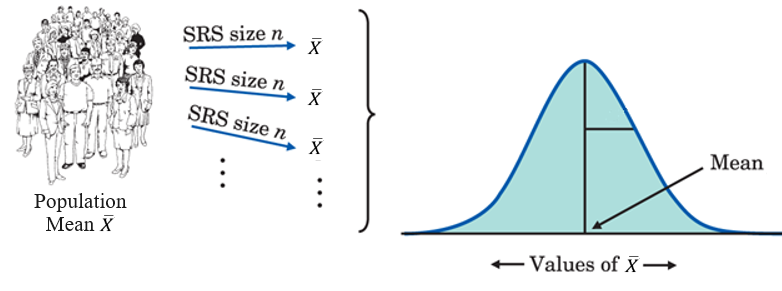 SRS size n
X̄
SRS size n
X̄
SRS size n
X̄
Population
Mean X̄
Mean
Values of X̄